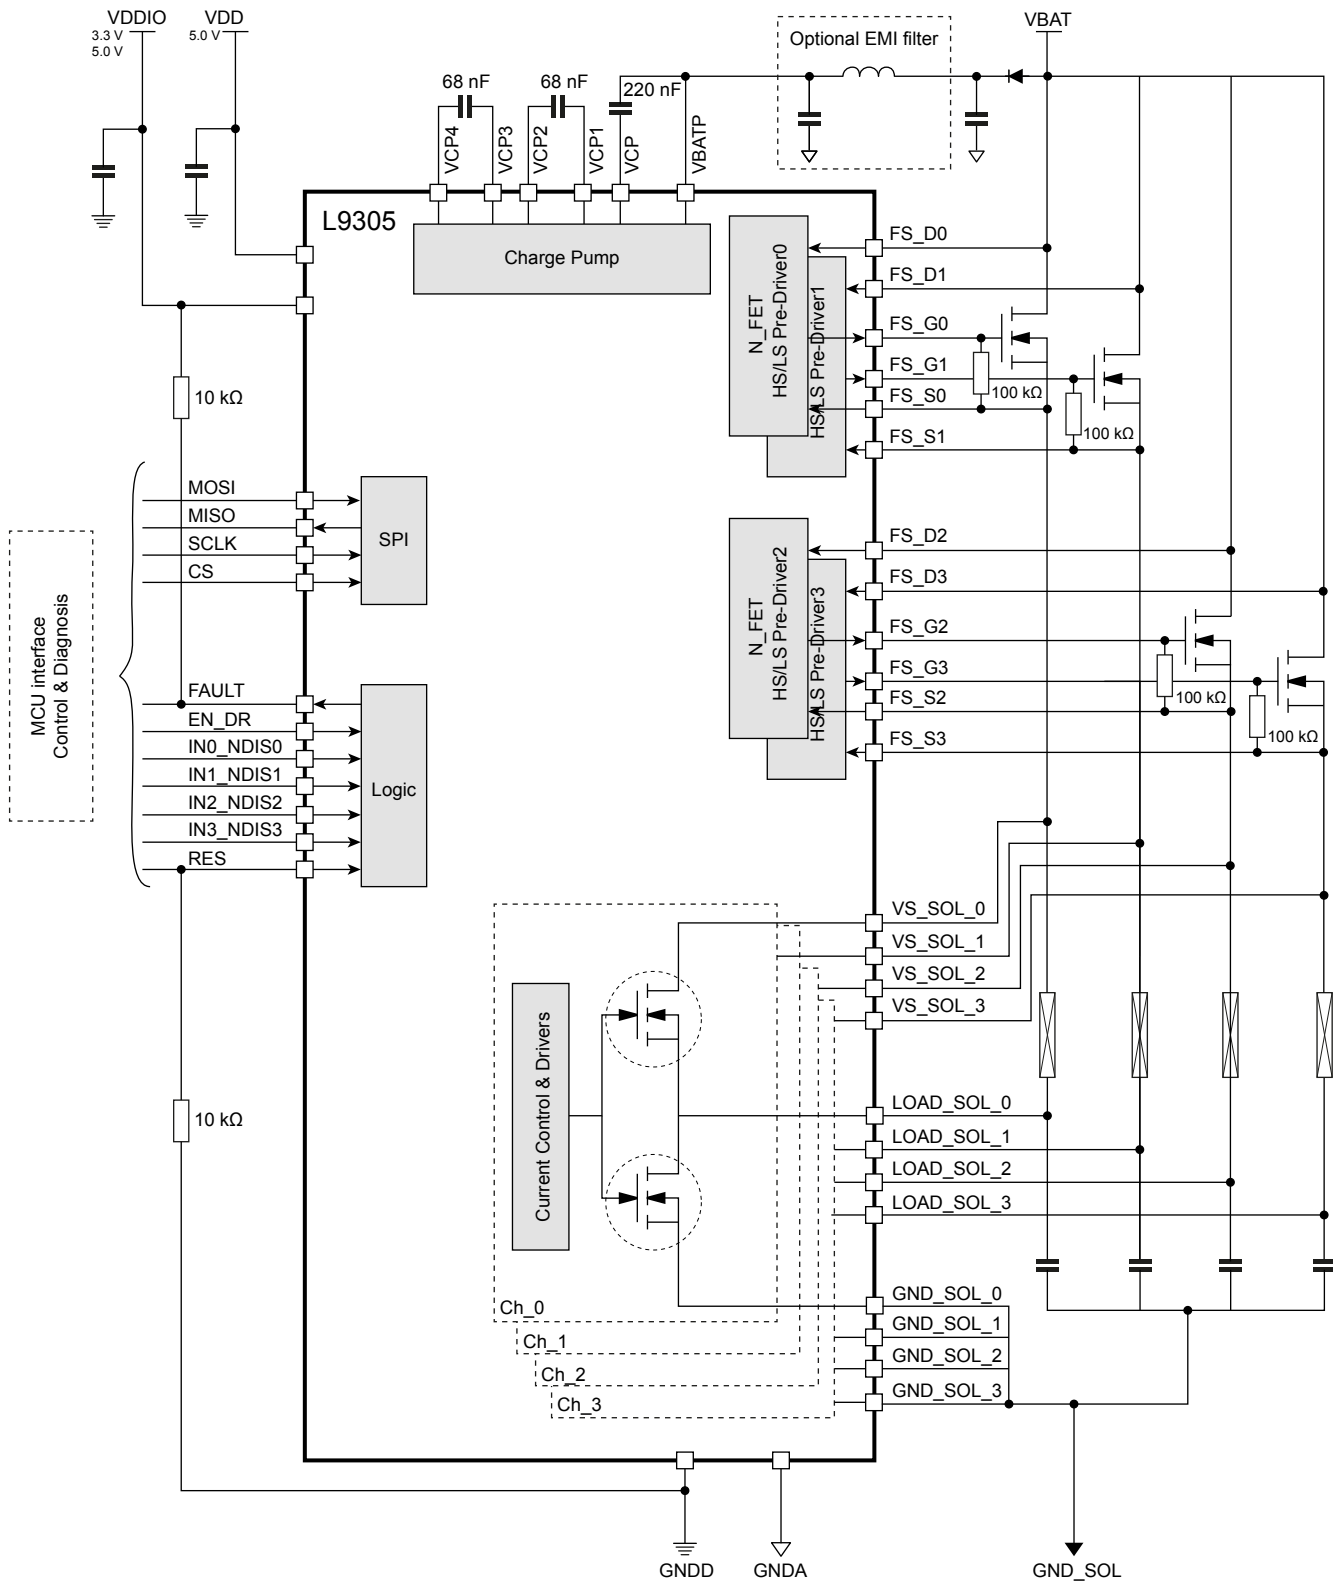 VDDIO
3.3 V
5.0 V
VDD
5.0 V
VBAT
Optional EMI filter
68 nF
68 nF
220 nF
VCP4
VCP3
VCP2
VCP1
VCP
VBATP
L9305
Charge Pump
N_FET
HS/LS Pre-Driver0
HS/LS Pre-Driver1
FS_D0
FS_D1
FS_G0
FS_G1
FS_S0
FS_S1
100 kΩ
100 kΩ
10 kΩ
MCU interface
Control & Diagnosis
MOSI
MISO
SCLK
CS
SPI
N_FET
HS/LS Pre-Driver2
HS/LS Pre-Driver3
FS_D2
FS_D3
FS_G2
FS_G3
FS_S2
FS_S3
100 kΩ
100 kΩ
FAULT
EN_DR
IN0_NDIS0
IN1_NDIS1
IN2_NDIS2
IN3_NDIS3
RES
Logic
VS_SOL_0
VS_SOL_1
VS_SOL_2
VS_SOL_3
Current Control & Drivers
10 kΩ
LOAD_SOL_0
LOAD_SOL_1
LOAD_SOL_2
LOAD_SOL_3
GND_SOL_0
GND_SOL_1
GND_SOL_2
GND_SOL_3
Ch_0
Ch_1
Ch_2
Ch_3
GNDD
GNDA
GND_SOL